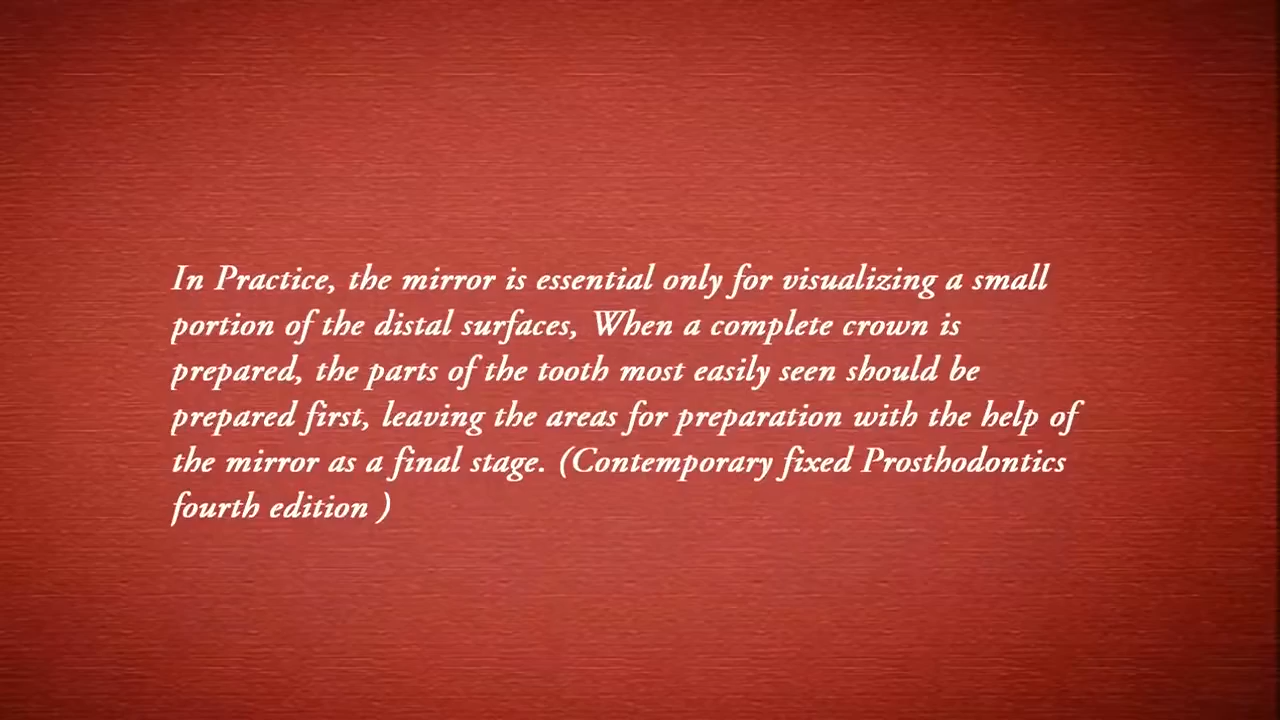 In Practice, the mirror is essential only for visualizing a small
portion of the distal surfaces, When a complete crown is
prepared, the parts of the tooth most easily seen should be
prepared first, leaving the areas for preparation with the help of
the mirror as a final stage. (Contemporary fixed Prosthodontics
fourth edition )